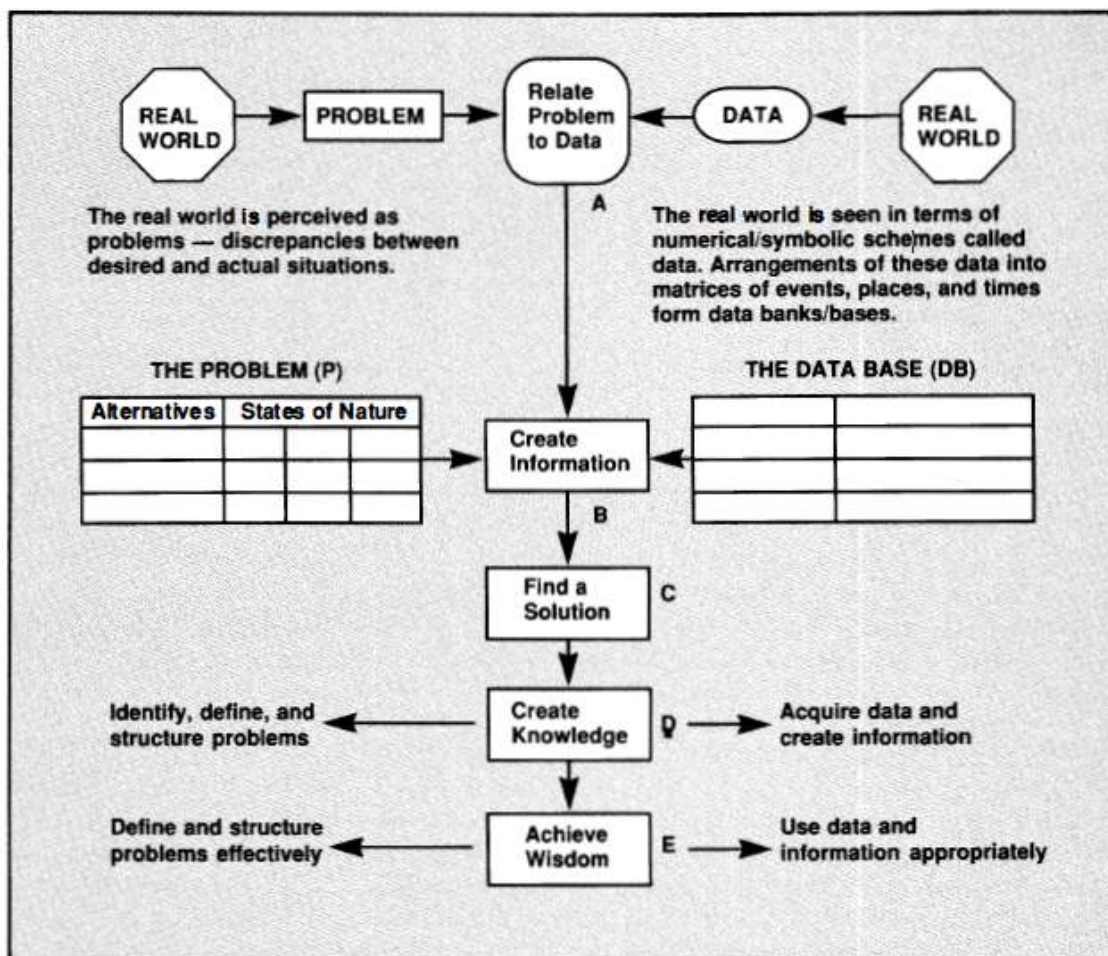 REAL
WORLD
PROBLEM
Relate
Problem
to Data
DATA
REAL
WORLD
A
The real world is perceived as
problems — discrepancies between
desired and actual situations.
The real world is seen in terms of
numerical/symbolic schemes called
data. Arrangements of these data into
matrices of events, places, and times
form data banks/bases.
THE PROBLEM (P)
THE DATA BASE (DB)
Alternatives States of Nature
Create
Information
B
Find a
Solution
C
Identify, define, and
structure problems
Create
Knowledge
D
Acquire data and
create information
Define and structure
problems effectively
Achieve
Wisdom
E
Use data and
information appropriately